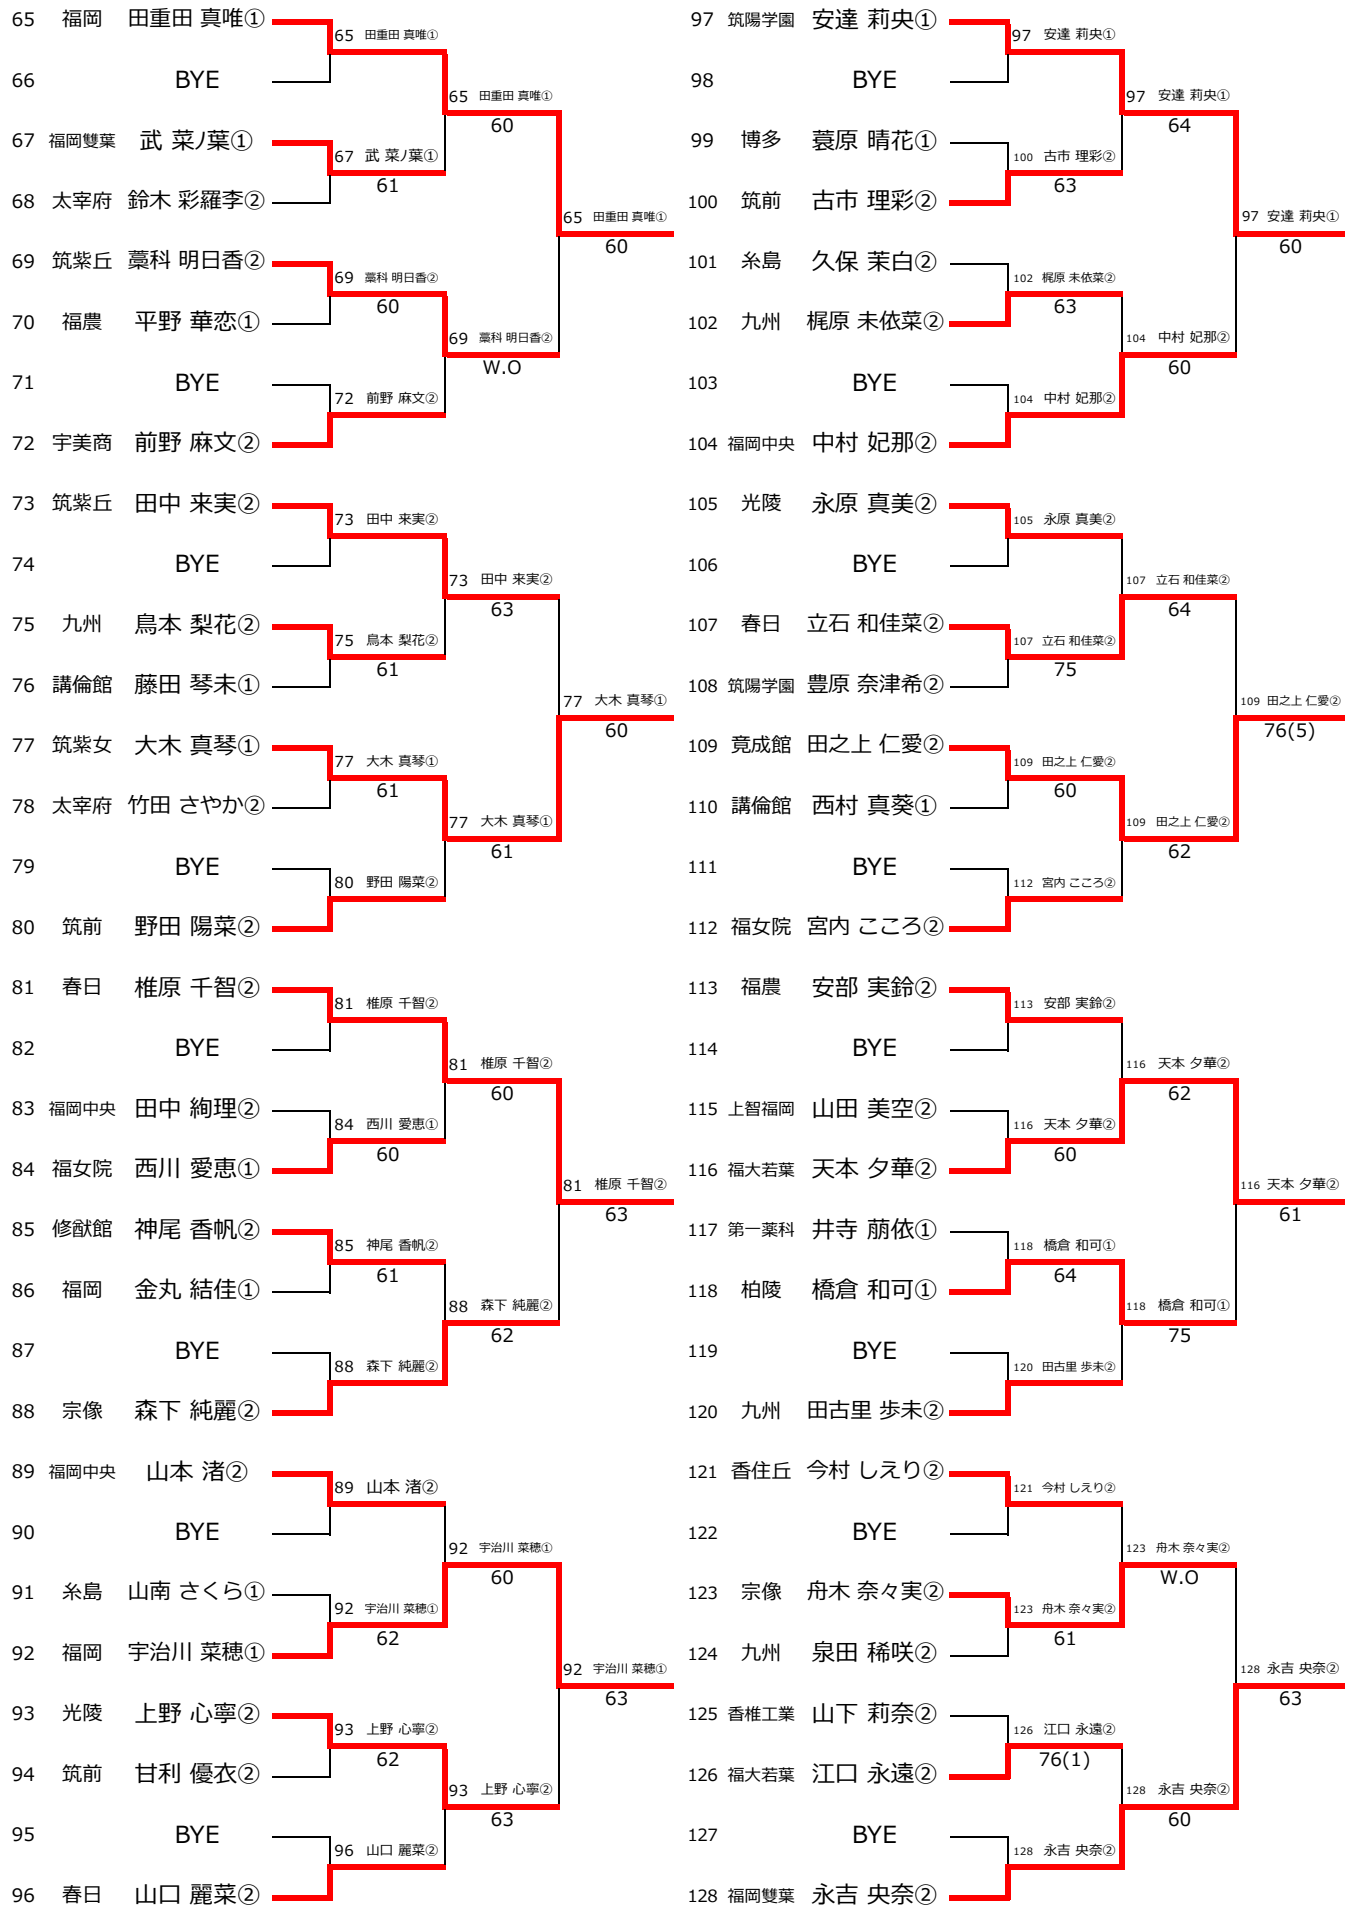 65 福岡 田重田 真唯①
65 田重田 真唯①
66 BYE
65 田重田 真唯①
60
67 福岡雙葉 武 菜ノ葉①
67 武 菜ノ葉①
61
68 太宰府 鈴木 彩羅李②
65 田重田 真唯①
60
69 筑紫丘 藁科 明日香②
69 藁科 明日香②
60
70 福農 平野 華恋①
69 藁科 明日香②
W.O
71 BYE
72 前野 麻文②
72 宇美商 前野 麻文②
73 筑紫丘 田中 来実②
73 田中 来実②
74 BYE
73 田中 来実②
63
75 九州 鳥本 梨花②
75 鳥本 梨花②
61
76 講倫館 藤田 琴未①
77 大木 真琴①
60
77 筑紫女 大木 真琴①
77 大木 真琴①
61
78 太宰府 竹田 さやか②
77 大木 真琴①
61
79 BYE
80 野田 陽菜②
80 筑前 野田 陽菜②
81 春日 椎原 千智②
81 椎原 千智②
82 BYE
81 椎原 千智②
60
83 福岡中央 田中 絢理②
84 西川 愛恵①
60
84 福女院 西川 愛恵①
81 椎原 千智②
63
85 修猷館 神尾 香帆②
85 神尾 香帆②
61
86 福岡 金丸 結佳①
88 森下 純麗②
62
87 BYE
88 森下 純麗②
88 宗像 森下 純麗②
89 福岡中央 山本 渚②
89 山本 渚②
90 BYE
92 宇治川 菜穂①
60
91 糸島 山南 さくら①
92 宇治川 菜穂①
62
92 福岡 宇治川 菜穂①
92 宇治川 菜穂①
63
93 光陵 上野 心寧②
93 上野 心寧②
62
94 筑前 甘利 優衣②
93 上野 心寧②
63
95 BYE
96 山口 麗菜②
96 春日 山口 麗菜②
97 筑陽学園 安達 莉央①
97 安達 莉央①
98 BYE
97 安達 莉央①
64
99 博多 蓑原 晴花①
100 古市 理彩②
63
100 筑前 古市 理彩②
97 安達 莉央①
60
101 糸島 久保 茉白②
102 梶原 未依菜②
63
102 九州 梶原 未依菜②
104 中村 妃那②
60
103 BYE
104 中村 妃那②
104 福岡中央 中村 妃那②
105 光陵 永原 真美②
105 永原 真美②
106 BYE
107 立石 和佳菜②
64
107 春日 立石 和佳菜②
107 立石 和佳菜②
75
108 筑陽学園 豊原 奈津希②
109 田之上 仁愛②
76(5)
109 竟成館 田之上 仁愛②
109 田之上 仁愛②
60
110 講倫館 西村 真葵①
109 田之上 仁愛②
62
111 BYE
112 宮内 こころ②
112 福女院 宮内 こころ②
113 福農 安部 実鈴②
113 安部 実鈴②
114 BYE
116 天本 夕華②
62
115 上智福岡 山田 美空②
116 天本 夕華②
60
116 福大若葉 天本 夕華②
116 天本 夕華②
61
117 第一薬科 井寺 萠依①
118 橋倉 和可①
64
118 柏陵 橋倉 和可①
118 橋倉 和可①
75
119 BYE
120 田古里 歩未②
120 九州 田古里 歩未②
121 香住丘 今村 しえり②
121 今村 しえり②
122 BYE
123 舟木 奈々実②
W.O
123 宗像 舟木 奈々実②
123 舟木 奈々実②
61
124 九州 泉田 稀咲②
128 永吉 央奈②
63
125 香椎工業 山下 莉奈②
126 江口 永遠②
76(1)
126 福大若葉 江口 永遠②
128 永吉 央奈②
60
127 BYE
128 永吉 央奈②
128 福岡雙葉 永吉 央奈②